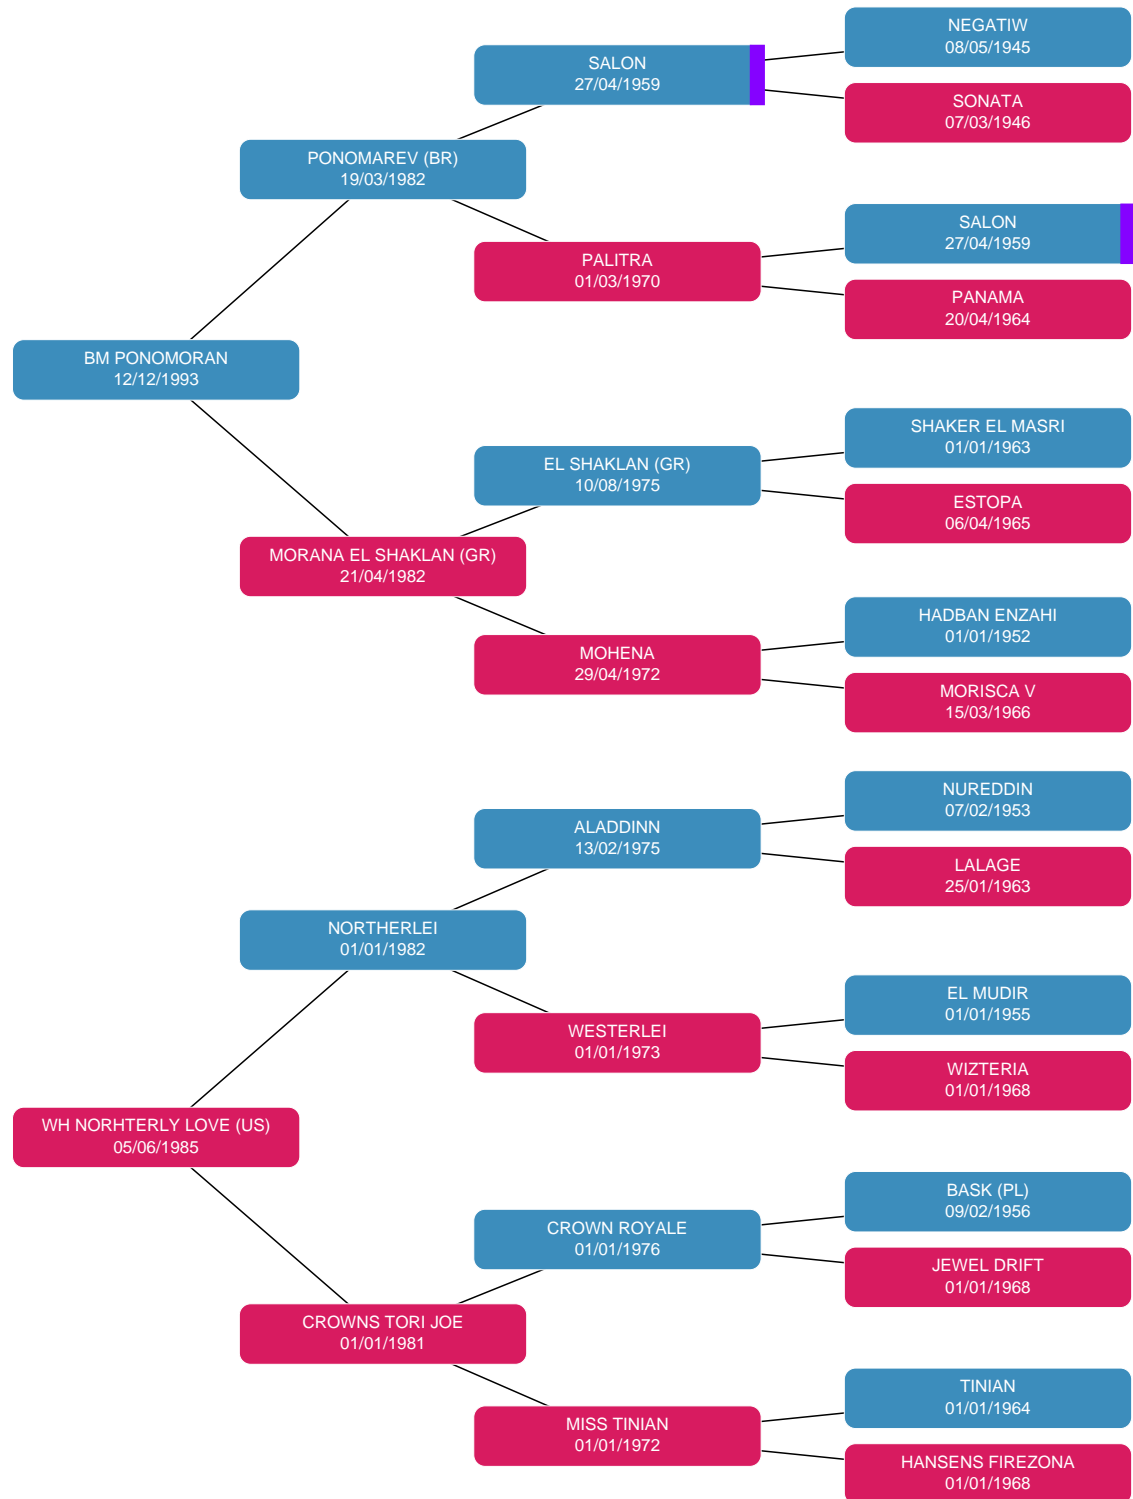 NEGATIW
08/05/1945
SALON
27/04/1959
SONATA
07/03/1946
PONOMAREV (BR)
19/03/1982
SALON
27/04/1959
PALITRA
01/03/1970
PANAMA
20/04/1964
BM PONOMORAN
12/12/1993
SHAKER EL MASRI
01/01/1963
EL SHAKLAN (GR)
10/08/1975
ESTOPA
06/04/1965
MORANA EL SHAKLAN (GR)
21/04/1982
HADBAN ENZAHI
01/01/1952
MOHENA
29/04/1972
MORISCA V
15/03/1966
NUREDDIN
07/02/1953
ALADDINN
13/02/1975
LALAGE
25/01/1963
NORTHERLEI
01/01/1982
EL MUDIR
01/01/1955
WESTERLEI
01/01/1973
WIZTERIA
01/01/1968
WH NORHTERLY LOVE (US)
05/06/1985
BASK (PL)
09/02/1956
CROWN ROYALE
01/01/1976
JEWEL DRIFT
01/01/1968
CROWNS TORI JOE
01/01/1981
TINIAN
01/01/1964
MISS TINIAN
01/01/1972
HANSENS FIREZONA
01/01/1968